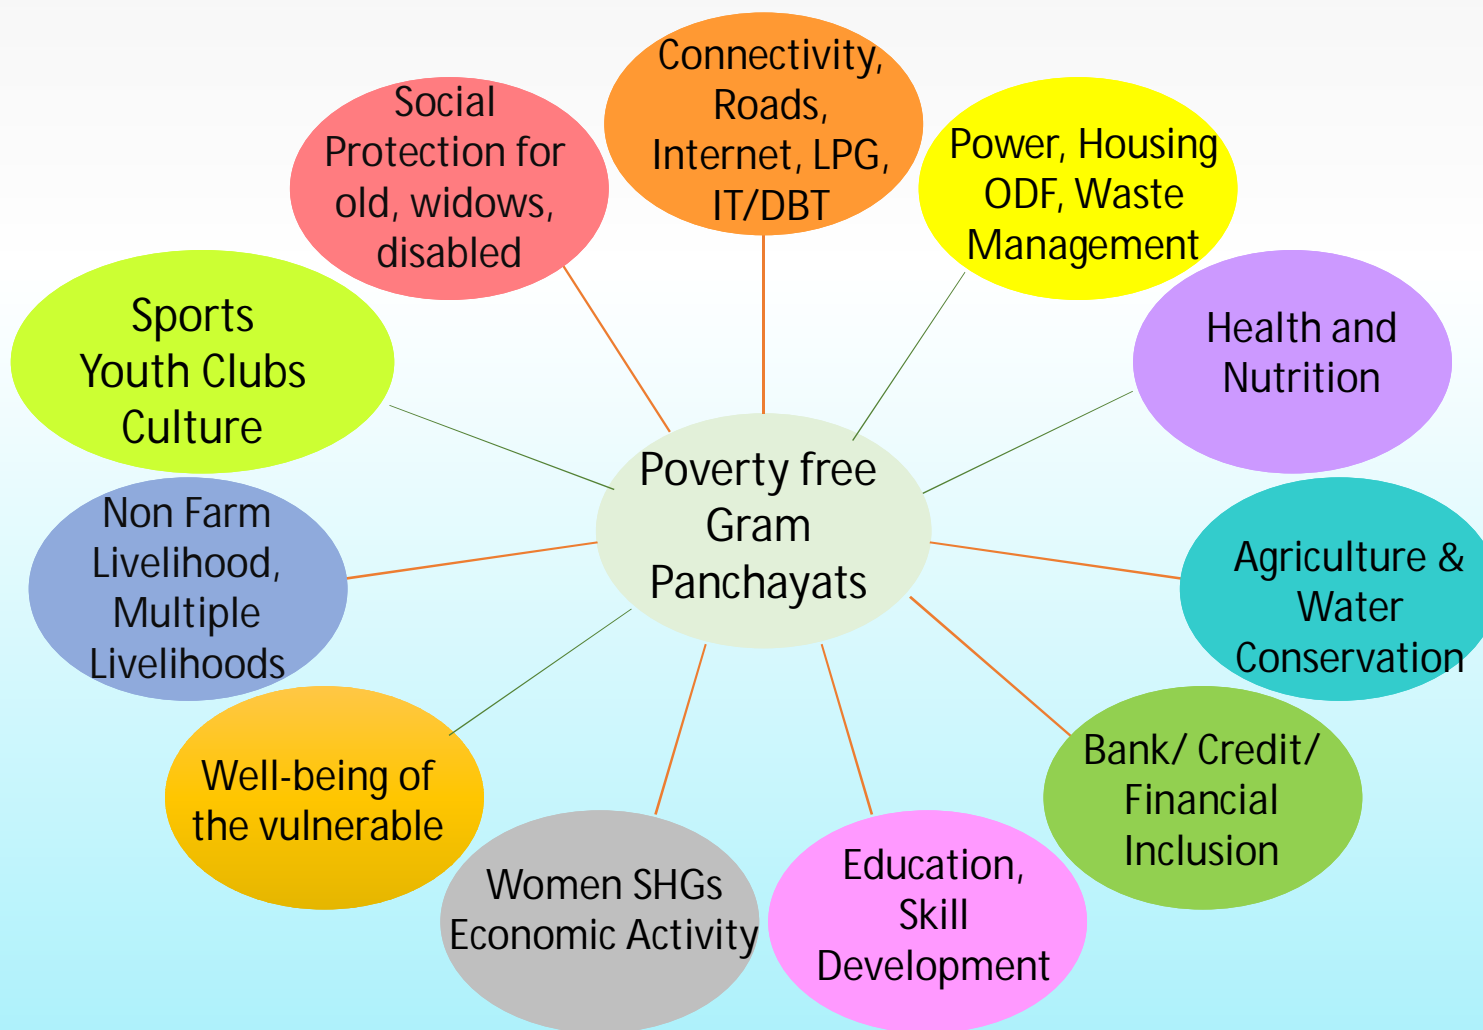 Connectivity,
Roads,
Internet, LPG,
IT/DBT
Power, Housing
ODF, Waste
Management
Health and
Nutrition
Agriculture &
Water
Conservation
Bank/ Credit/
Financial
Inclusion
Education,
Skill
Development
Women SHGs
Economic Activity
Well-being of
the vulnerable
Non Farm
Livelihood,
Multiple
Livelihoods
Sports
Youth Clubs
Culture
Social
Protection for
old, widows,
disabled
Poverty free
Gram
Panchayats